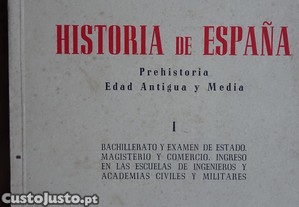 HISTORIA DE ESPAÑA
Prehistoria
Edad Antigua y Media
I
BACHILLERATO Y EXAMEN DE ESTADO.
MAGISTERIO Y COMERCIO. INGRESO
EN LAS ESCUELAS DE INGENIEROS Y
ACADEMIAS CIVILES Y MILITARES
CustoJusto.pt